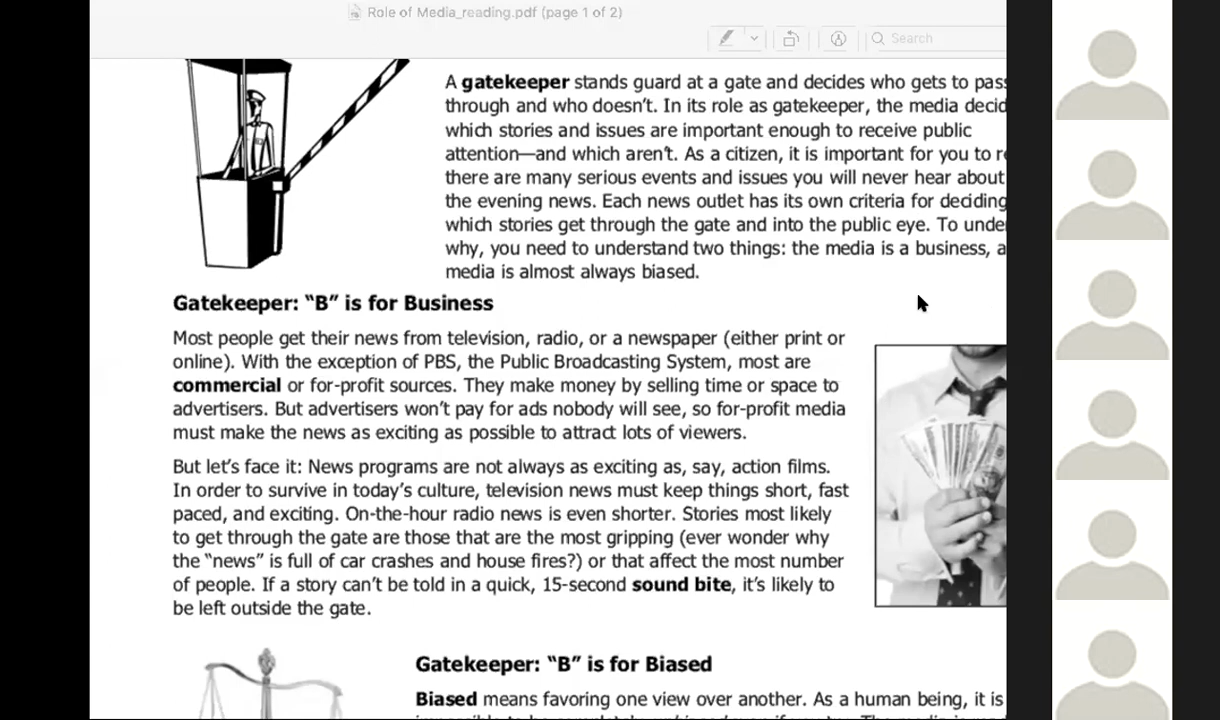 Role of Media_reading.pdf (page 1 of 2)
Search
A gatekeeper stands guard at a gate and decides who gets to pass
through and who doesn't. In its role as gatekeeper, the media decid
which stories and issues are important enough to receive public
attention—and which aren't. As a citizen, it is important for you to re
there are many serious events and issues you will never hear about
the evening news. Each news outlet has its own criteria for deciding
which stories get through the gate and into the public eye. To under
why, you need to understand two things: the media is a business, a
media is almost always biased.
Gatekeeper: “B” is for Business
Most people get their news from television, radio, or a newspaper (either print or
online). With the exception of PBS, the Public Broadcasting System, most are
commercial or for-profit sources. They make money by selling time or space to
advertisers. But advertisers won't pay for ads nobody will see, so for-profit media
must make the news as exciting as possible to attract lots of viewers.
But let's face it: News programs are not always as exciting as, say, action films.
In order to survive in today's culture, television news must keep things short, fast
paced, and exciting. On-the-hour radio news is even shorter. Stories most likely
to get through the gate are those that are the most gripping (ever wonder why
the “news” is full of car crashes and house fires?) or that affect the most number
of people. If a story can't be told in a quick, 15-second sound bite, it's likely to
be left outside the gate.
Gatekeeper: “B” is for Biased
Biased means favoring one view over another. As a human being, it is